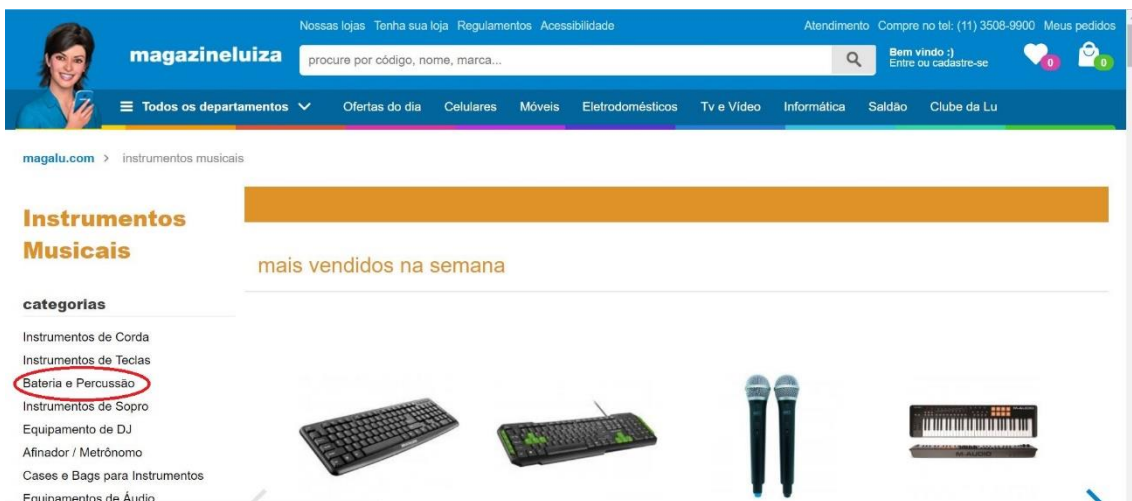 Nossas lojas Tenha sua loja Regulamentos Acessibilidade Atendimento Compre no tel: (11) 3508-9900 Meus pedidos
magazineluiza
procure por código, nome, marca...
Bem vindo :)
Entre ou cadastre-se
0
0
Todos os departamentos Ofertas do dia Celulares Móveis Eletrodomésticos Tv e Vídeo Informática Saldão Clube da Lu
magalu.com > instrumentos musicais
Instrumentos
Musicais
mais vendidos na semana
categorias
Instrumentos de Corda
Instrumentos de Teclas
Bateria e Percussão
Instrumentos de Sopro
Equipamento de DJ
Afinador / Metrônomo
Cases e Bags para Instrumentos
Equipamentos de Áudio
M-AUDIO